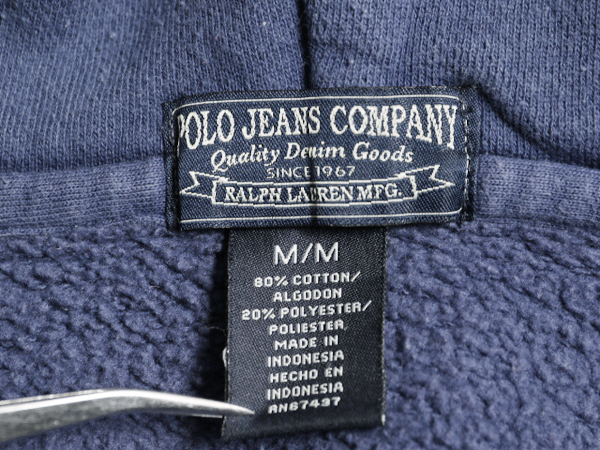 POLO JEANS COMPANY
Quality Denim Goods
SINCE 1967
RALPH LAUREN MFG.
M/M
80% COTTON/
ALGODON
20% POLYESTER/
POLIESTER,
MADE IN
INDONESIA
HECHO EN
INDONESIA
RN67437